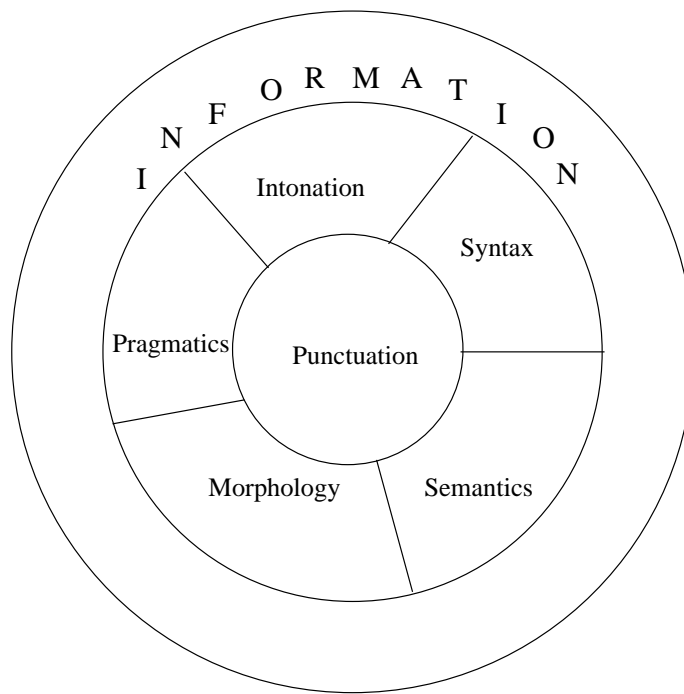 INFORMATION
Intonation
Syntax
Pragmatics
Punctuation
Morphology
Semantics